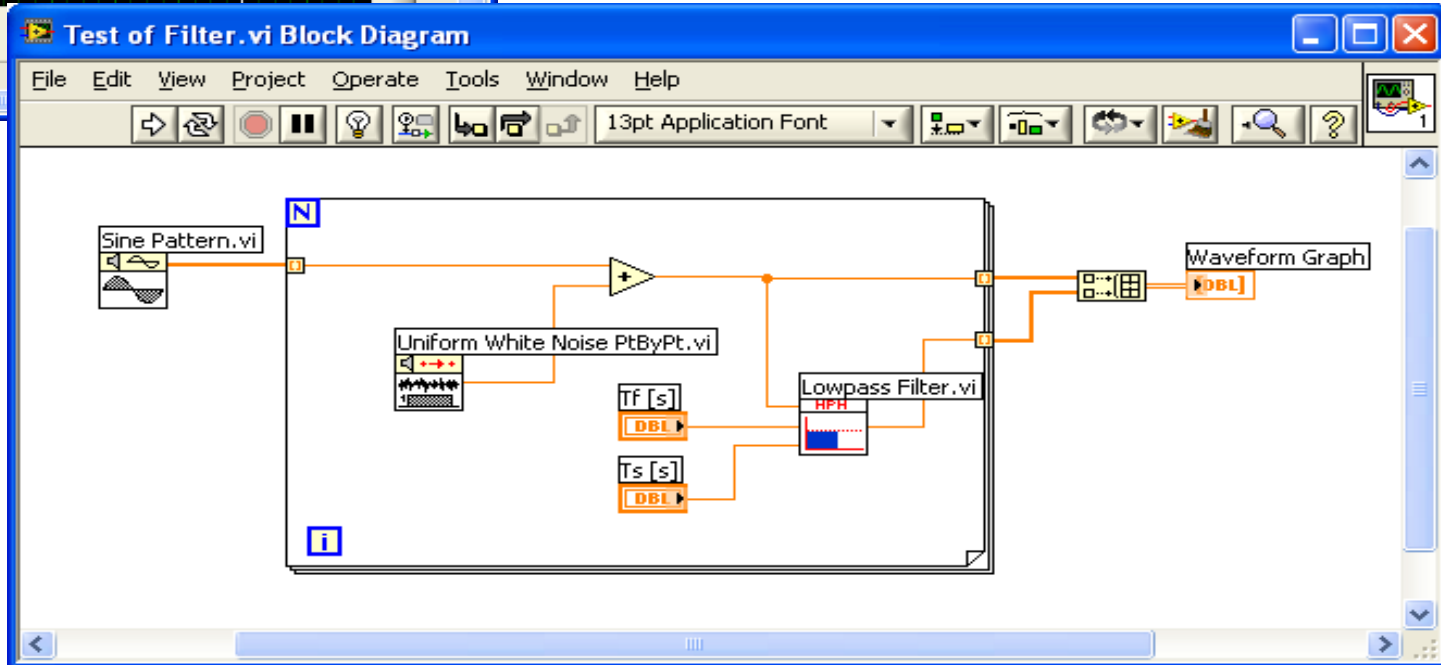 Test of Filter.vi Block Diagram
File Edit View Project Operate Tools Window Help
13pt Application Font
1
N
Sine Pattern.vi
Waveform Graph
DBL]
Uniform White Noise PtByPt.vi
Tf [s]
DBL
Lowpass Filter.vi
HPH
Ts [s]
DBL
i